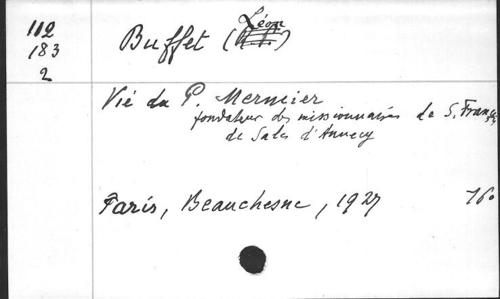 112
183
2
Buffet (Léon)
Vie du P. Mermier
fondateur des missionnaires de S. François
de Sales d'Annecy
Paris, Beauchesne, 1927